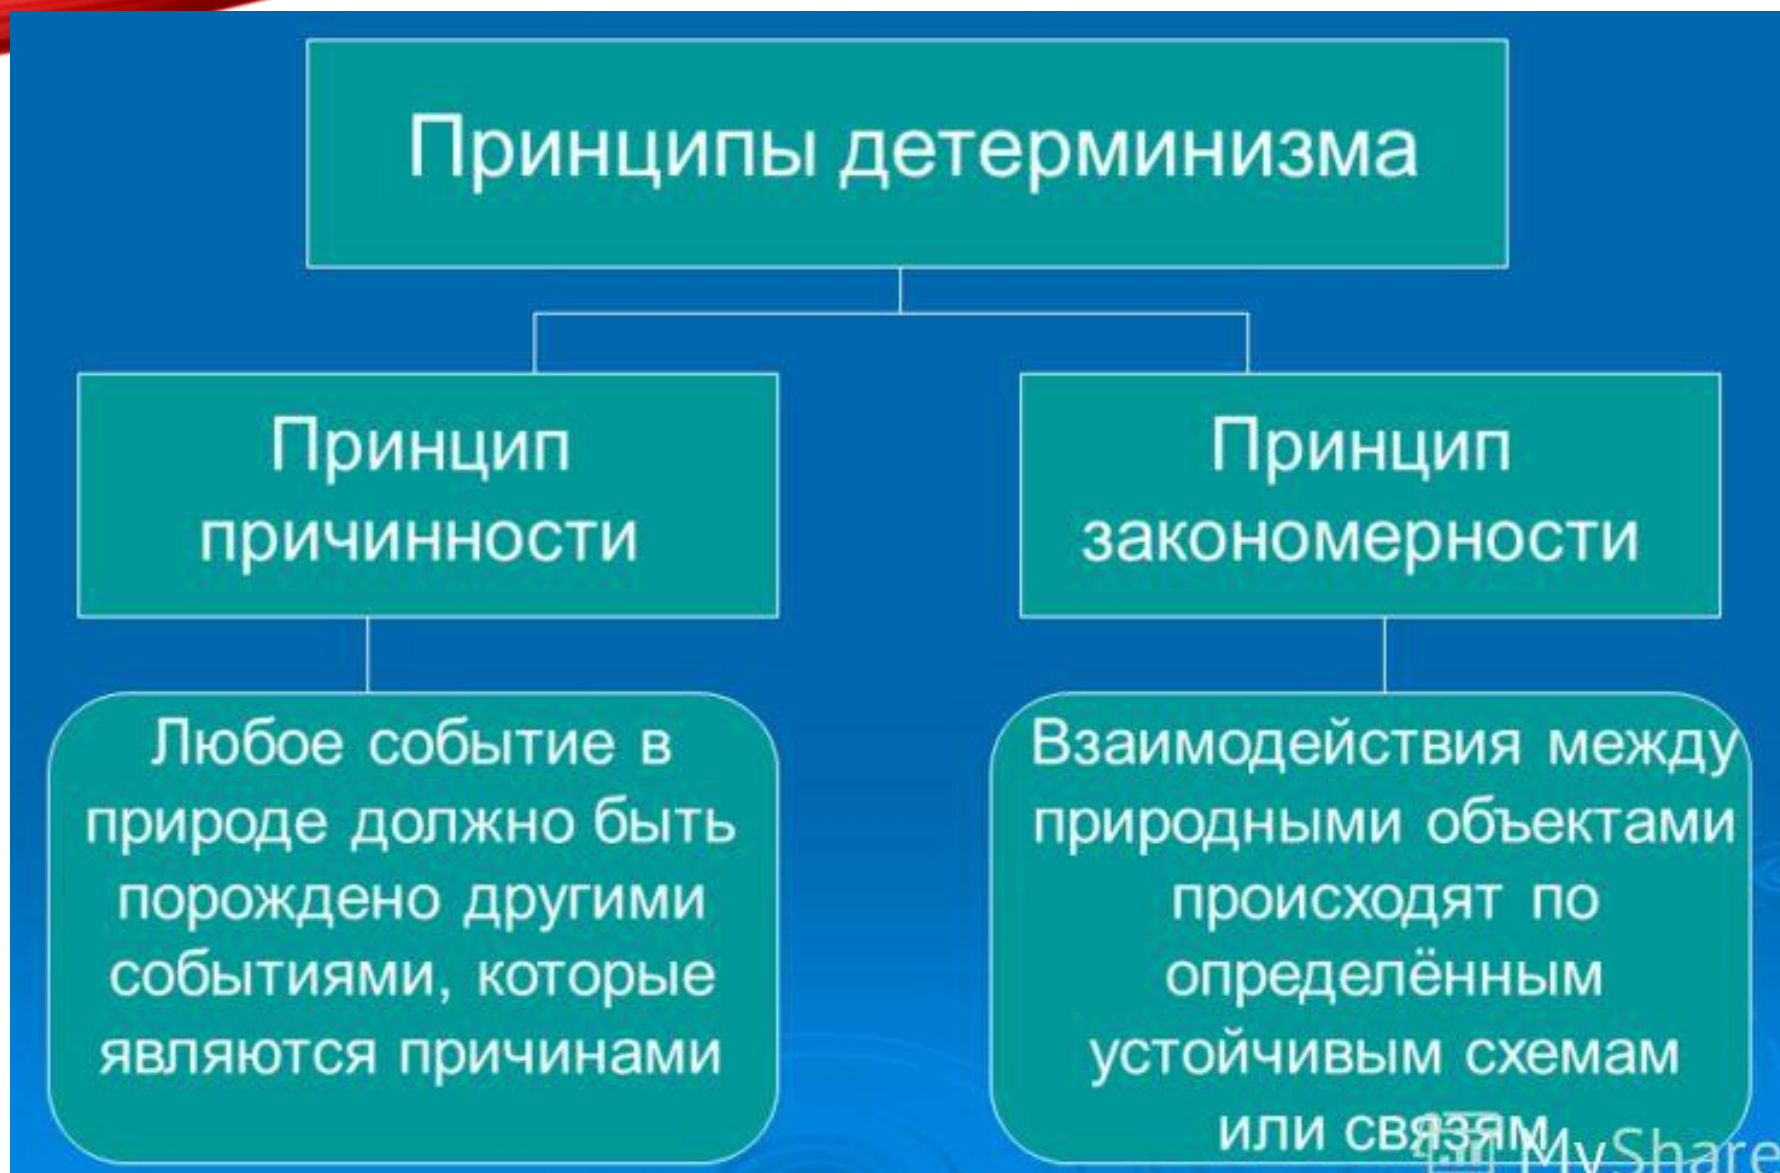 Принципы детерминизма
Принцип
причинности
Принцип
закономерности
Любое событие в
природе должно быть
порождено другими
событиями, которые
являются причинами
Взаимодействия между
природными объектами
происходят по
определённым
устойчивым схемам
или связям
MyShare